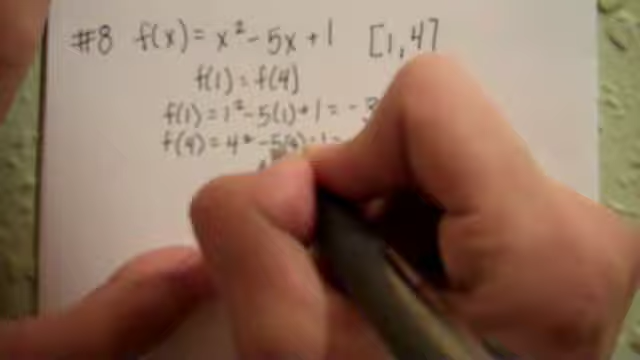 #8 f(x) = x² - 5x + 1 [1, 4]
f(1) = f(4)
f(1) = 1² - 5(1) + 1 = - 3
f(4) = 4² - 5(4) + 1 =